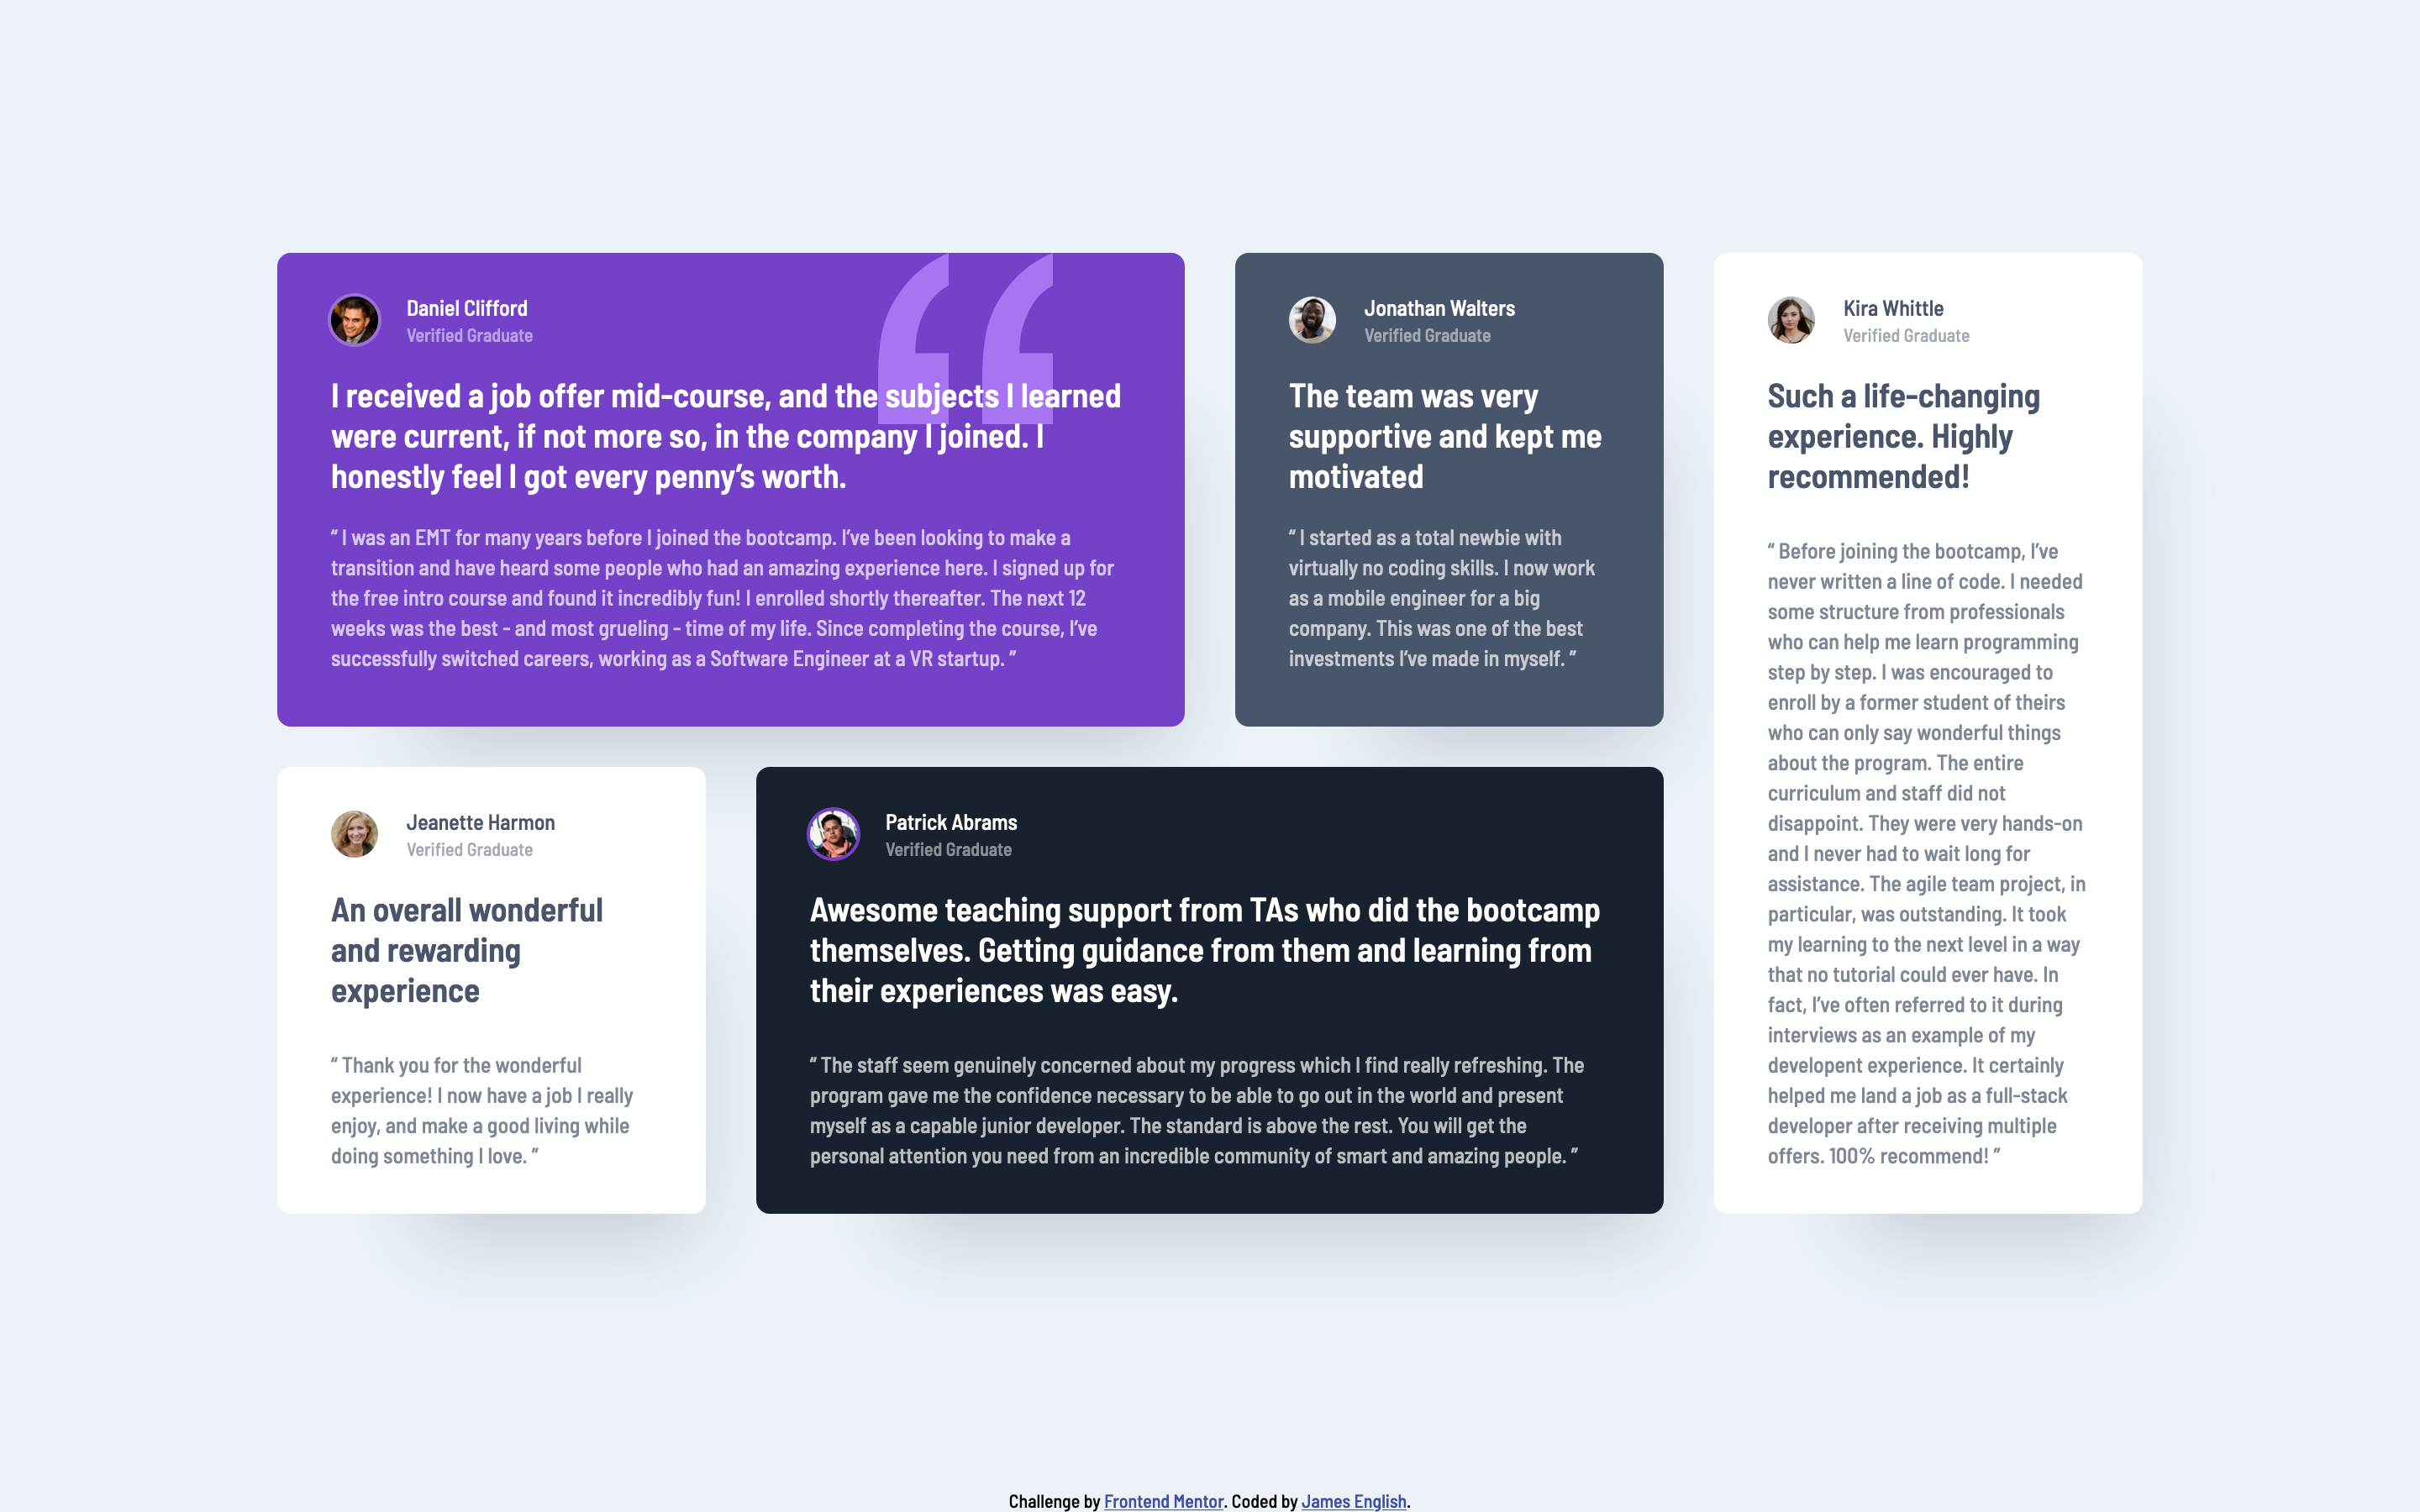 Daniel Clifford
Verified Graduate
I received a job offer mid-course, and the subjects I learned
were current, if not more so, in the company I joined. I
honestly feel I got every penny’s worth.
“ I was an EMT for many years before I joined the bootcamp. I’ve been looking to make a
transition and have heard some people who had an amazing experience here. I signed up for
the free intro course and found it incredibly fun! I enrolled shortly thereafter. The next 12
weeks was the best - and most grueling - time of my life. Since completing the course, I’ve
successfully switched careers, working as a Software Engineer at a VR startup. ”
Jonathan Walters
Verified Graduate
The team was very
supportive and kept me
motivated
“ I started as a total newbie with
virtually no coding skills. I now work
as a mobile engineer for a big
company. This was one of the best
investments I’ve made in myself. ”
Kira Whittle
Verified Graduate
Such a life-changing
experience. Highly
recommended!
“ Before joining the bootcamp, I’ve
never written a line of code. I needed
some structure from professionals
who can help me learn programming
step by step. I was encouraged to
enroll by a former student of theirs
who can only say wonderful things
about the program. The entire
curriculum and staff did not
disappoint. They were very hands-on
and I never had to wait long for
assistance. The agile team project, in
particular, was outstanding. It took
my learning to the next level in a way
that no tutorial could ever have. In
fact, I’ve often referred to it during
interviews as an example of my
developent experience. It certainly
helped me land a job as a full-stack
developer after receiving multiple
offers. 100% recommend! ”
Jeanette Harmon
Verified Graduate
An overall wonderful
and rewarding
experience
“ Thank you for the wonderful
experience! I now have a job I really
enjoy, and make a good living while
doing something I love. ”
Patrick Abrams
Verified Graduate
Awesome teaching support from TAs who did the bootcamp
themselves. Getting guidance from them and learning from
their experiences was easy.
“ The staff seem genuinely concerned about my progress which I find really refreshing. The
program gave me the confidence necessary to be able to go out in the world and present
myself as a capable junior developer. The standard is above the rest. You will get the
personal attention you need from an incredible community of smart and amazing people. ”
Challenge by Frontend Mentor. Coded by James English.